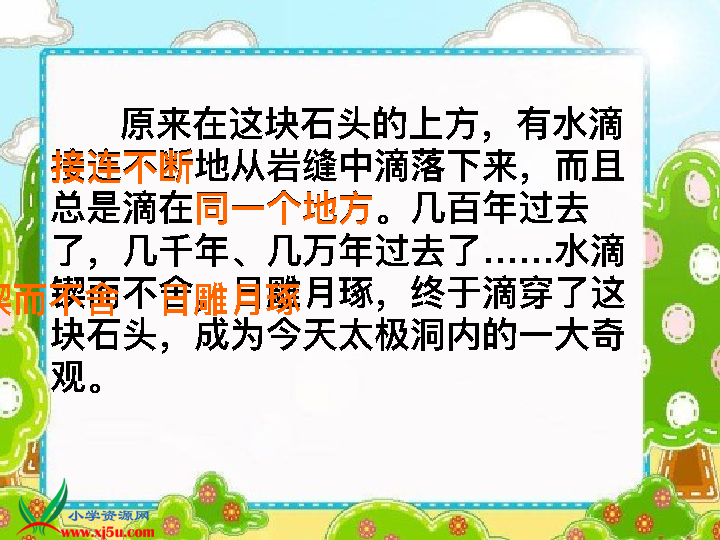 原来在这块石头的上方，有水滴
接连不断地从岩缝中滴落下来，而且
总是滴在同一个地方。几百年过去
了，几千年、几万年过去了……水滴
锲而不舍 日雕月琢，终于滴穿了这
块石头，成为今天太极洞内的一大奇
观。
锲而不舍 日雕月琢
小学资源网
www.xj5u.com